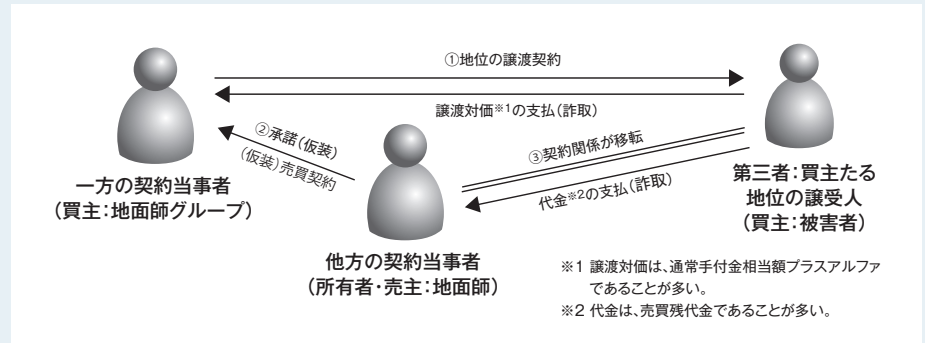 ①地位の譲渡契約
譲渡対価※1の支払(詐取)
②承諾(仮装)
(仮装)売買契約
③契約関係が移転
代金※2の支払(詐取)
一方の契約当事者
(買主:地面師グループ)
他方の契約当事者
(所有者・売主:地面師)
第三者:買主たる
地位の譲受人
(買主:被害者)
※1 譲渡対価は、通常手付金相当額プラスアルファ
であることが多い。
※2 代金は、売買残代金であることが多い。